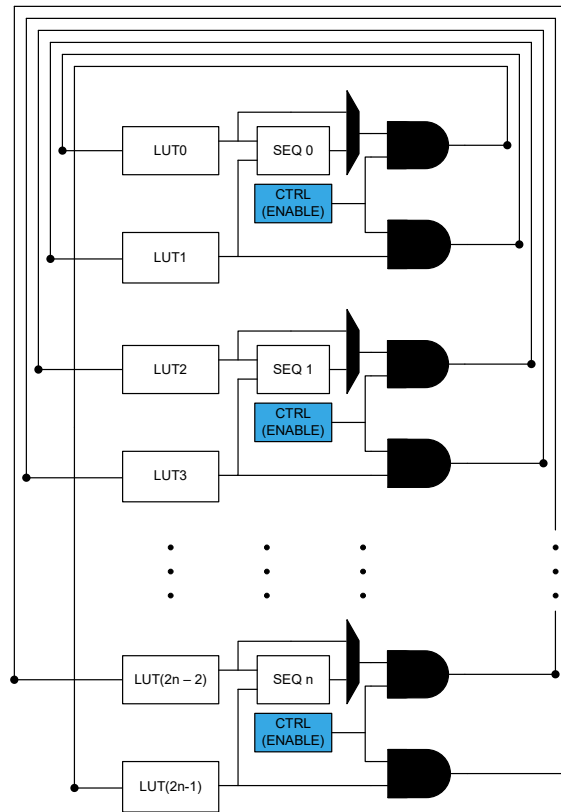 LUT0
SEQ 0
CTRL
(ENABLE)
LUT1
LUT2
SEQ 1
CTRL
(ENABLE)
LUT3
LUT(2n – 2)
SEQ n
CTRL
(ENABLE)
LUT(2n-1)